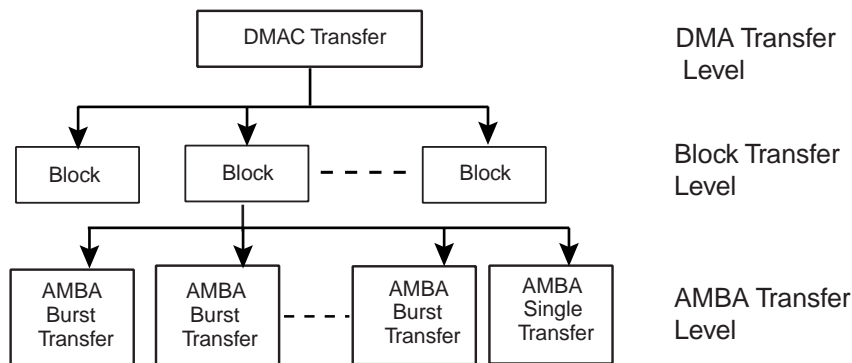 DMAC Transfer
DMA Transfer
Level
Block
Block
Block
Block Transfer
Level
AMBA
Burst
Transfer
AMBA
Burst
Transfer
AMBA
Burst
Transfer
AMBA
Single
Transfer
AMBA Transfer
Level